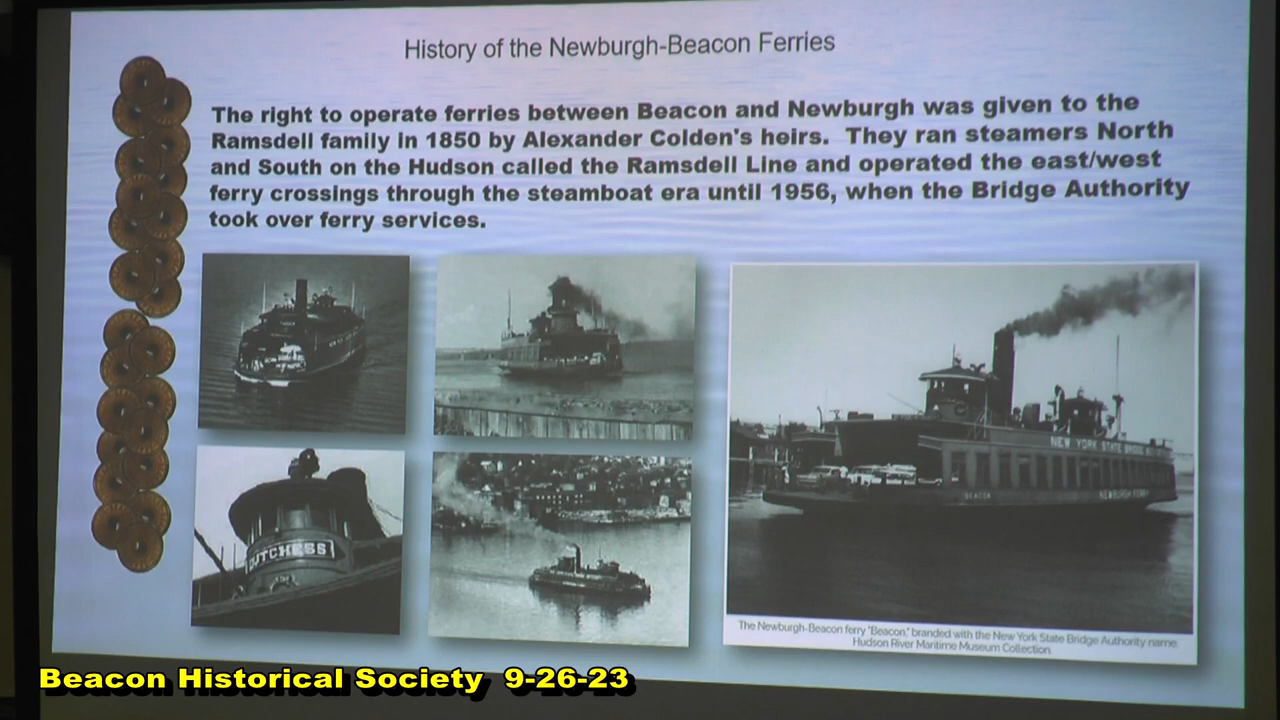 History of the Newburgh-Beacon Ferries
The right to operate ferries between Beacon and Newburgh was given to the
Ramsdell family in 1850 by Alexander Colden's heirs. They ran steamers North
and South on the Hudson called the Ramsdell Line and operated the east/west
ferry crossings through the steamboat era until 1956, when the Bridge Authority
took over ferry services.
DUTCHESS
NEW YORK STATE
BEACON
NEWBURGH
The Newburgh-Beacon ferry "Beacon," branded with the New York State Bridge Authority name.
Hudson River Maritime Museum Collection.
Beacon Historical Society 9-26-23